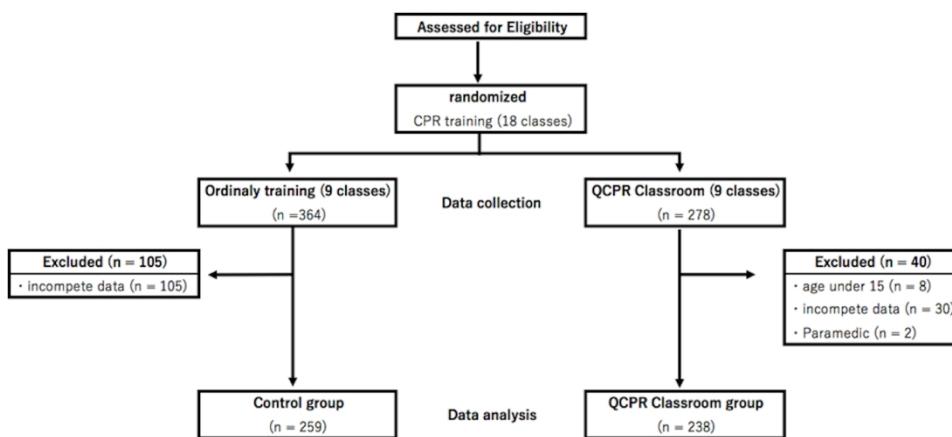 Assessed for Eligibility
randomized
CPR training (18 classes)
Ordinaly training (9 classes)
(n =364)
Data collection
QCPR Classroom (9 classes)
(n = 278)
Excluded (n = 105)
・incompete data (n = 105)
Excluded (n = 40)
・age under 15 (n = 8)
・incompete data (n = 30)
・Paramedic (n = 2)
Control group
(n = 259)
Data analysis
QCPR Classroom group
(n = 238)